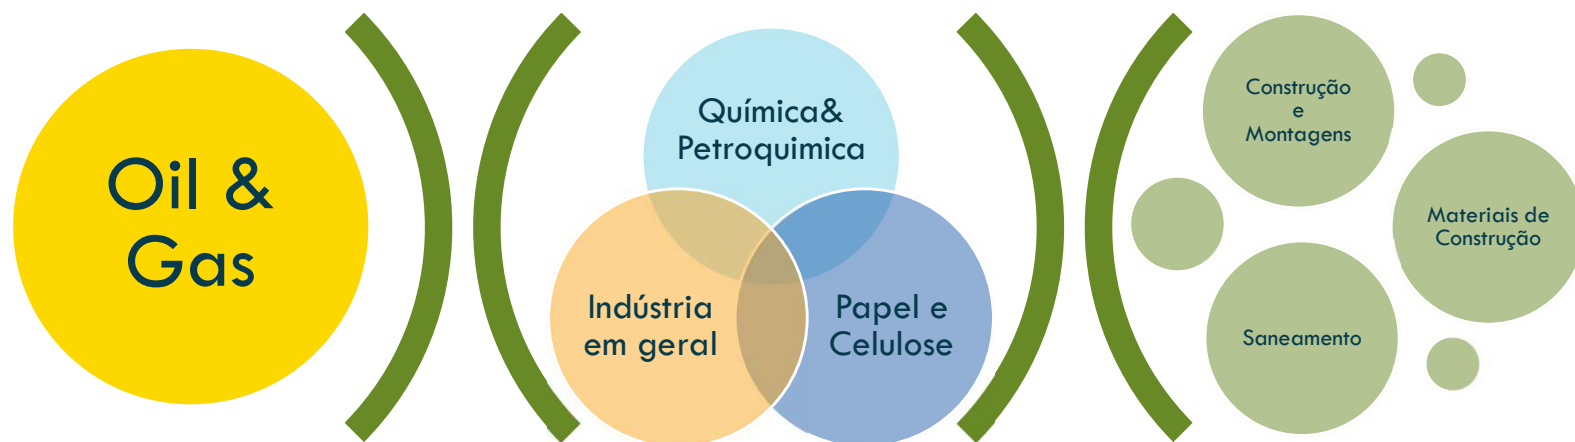 Oil &
Gas
Química&
Petroquimica
Indústria
em geral
Papel e
Celulose
Construção
e
Montagens
Materiais de
Construção
Saneamento